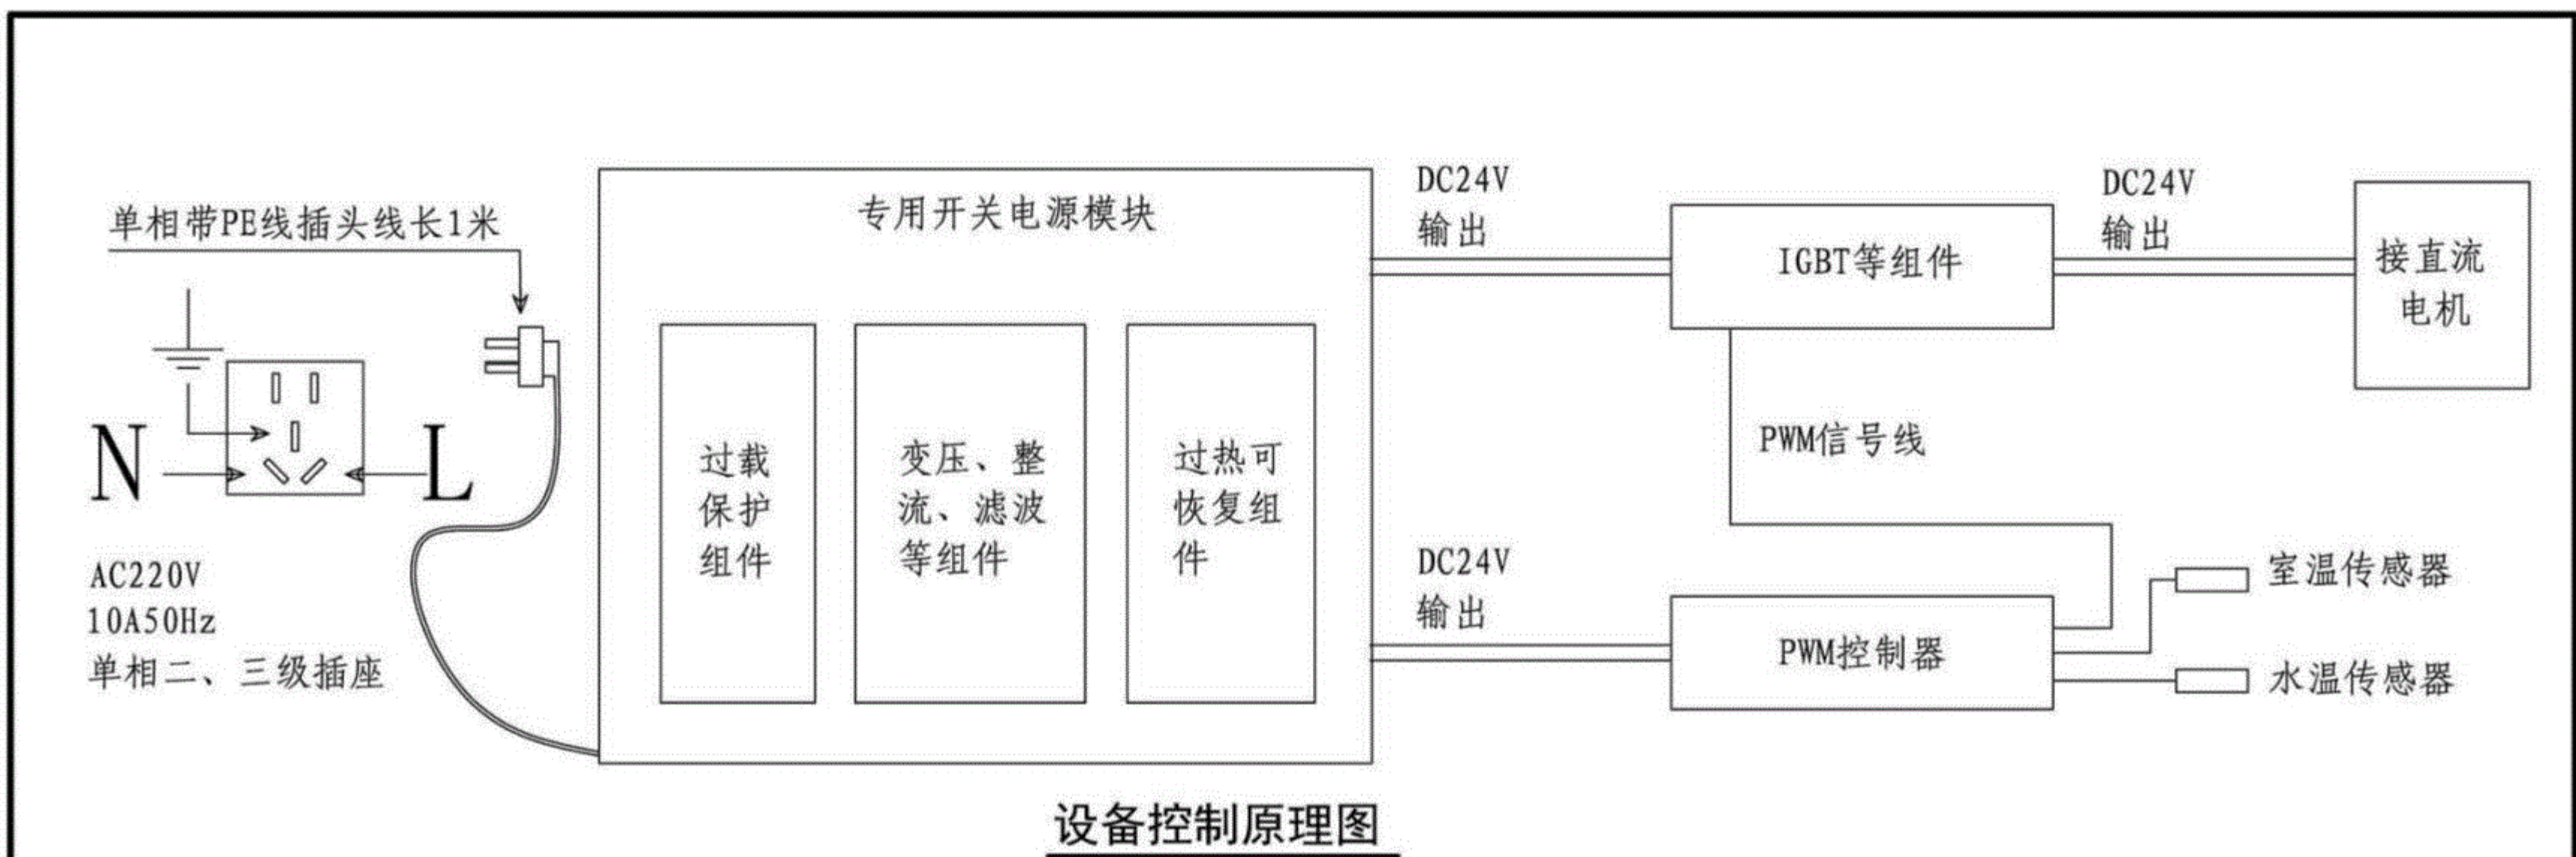 单相带PE线插头线长1米
N
L
AC220V
10A50Hz
单相二、三级插座
专用开关电源模块
过载
保护
组件
变压、整
流、滤波
等组件
过热可
恢复组
件
DC24V
输出
IGBT等组件
DC24V
输出
接直流
电机
PWM信号线
DC24V
输出
PWM控制器
室温传感器
水温传感器
设备控制原理图